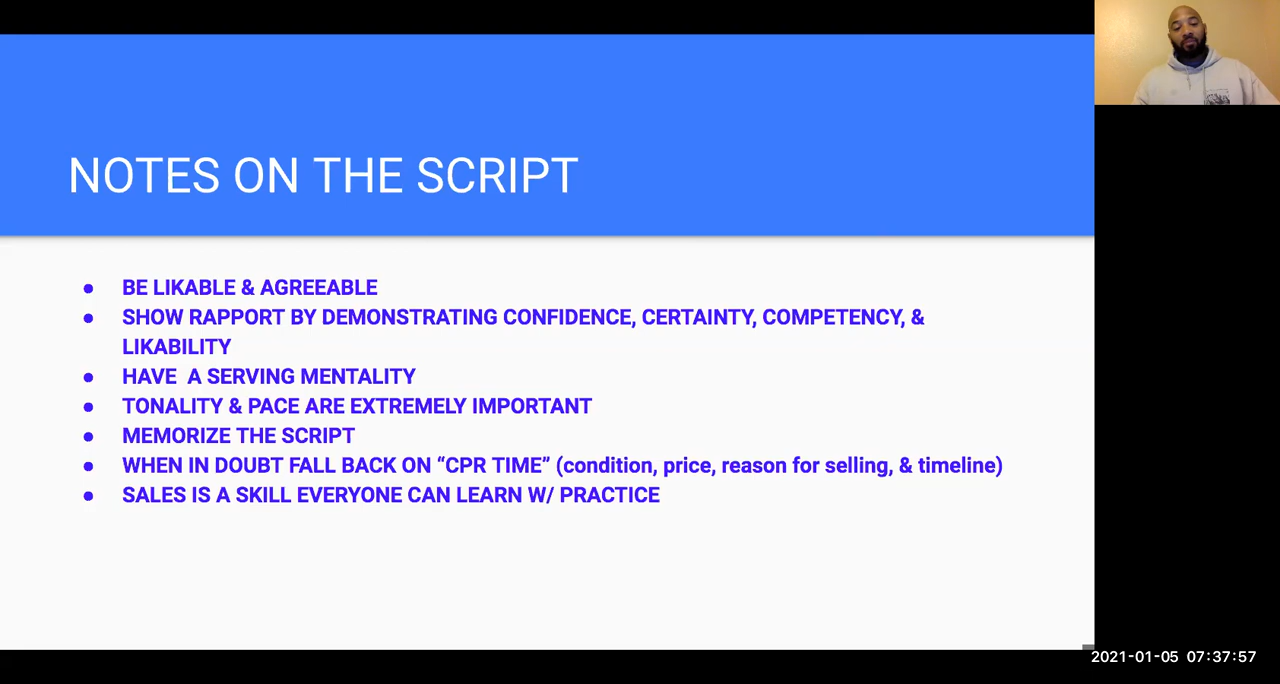 NOTES ON THE SCRIPT
● BE LIKABLE & AGREEABLE
● SHOW RAPPORT BY DEMONSTRATING CONFIDENCE, CERTAINTY, COMPETENCY, &
LIKABILITY
● HAVE  A SERVING MENTALITY
● TONALITY & PACE ARE EXTREMELY IMPORTANT
● MEMORIZE THE SCRIPT
● WHEN IN DOUBT FALL BACK ON “CPR TIME” (condition, price, reason for selling, & timeline)
● SALES IS A SKILL EVERYONE CAN LEARN W/ PRACTICE
2021-01-05 07:37:57